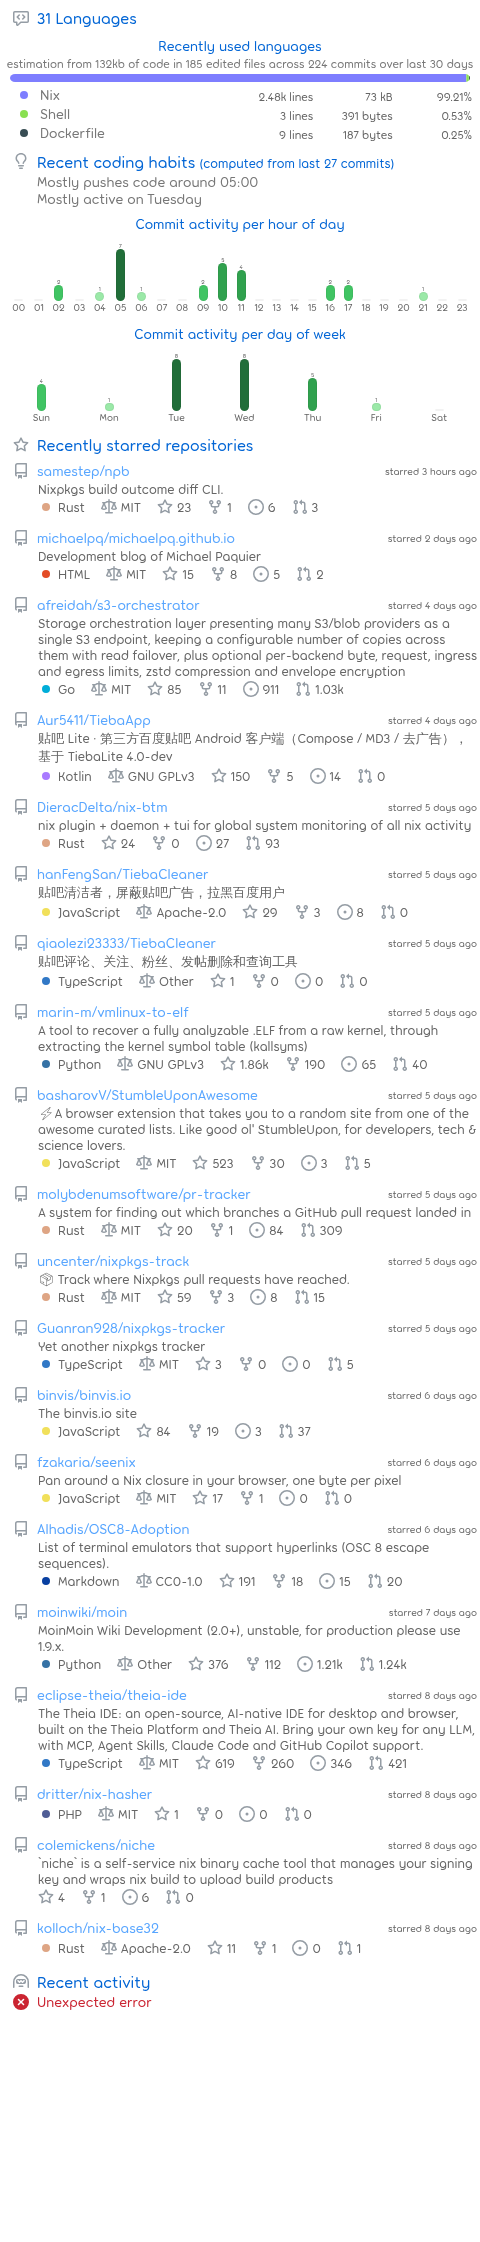 31 Languages
Recently used languages
estimation from 132kb of code in 185 edited files across 224 commits over last 30 days
Nix 2.48k lines 73 kB 99.21%
Shell 3 lines 391 bytes 0.53%
Dockerfile 9 lines 187 bytes 0.25%
Recent coding habits (computed from last 27 commits)
Mostly pushes code around 05:00
Mostly active on Tuesday
Commit activity per hour of day
2 1 7 1 2 5 4 2 2 1
00 01 02 03 04 05 06 07 08 09 10 11 12 13 14 15 16 17 18 19 20 21 22 23
Commit activity per day of week
4 1 8 8 5 1
Sun Mon Tue Wed Thu Fri Sat
Recently starred repositories
samestep/npb starred 3 hours ago
Nixpkgs build outcome diff CLI.
Rust MIT 23 1 6 3
michaelpq/michaelpq.github.io starred 2 days ago
Development blog of Michael Paquier
HTML MIT 15 8 5 2
afreidah/s3-orchestrator starred 4 days ago
Storage orchestration layer presenting many S3/blob providers as a
single S3 endpoint, keeping a configurable number of copies across
them with read failover, plus optional per-backend byte, request, ingress
and egress limits, zstd compression and envelope encryption
Go MIT 85 11 911 1.03k
Aur5411/TiebaApp starred 4 days ago
贴吧 Lite · 第三方百度贴吧 Android 客户端（Compose / MD3 / 去广告），
基于 TiebaLite 4.0-dev
Kotlin GNU GPLv3 150 5 14 0
DieracDelta/nix-btm starred 5 days ago
nix plugin + daemon + tui for global system monitoring of all nix activity
Rust 24 0 27 93
hanFengSan/TiebaCleaner starred 5 days ago
贴吧清洁者，屏蔽贴吧广告，拉黑百度用户
JavaScript Apache-2.0 29 3 8 0
qiaolezi23333/TiebaCleaner starred 5 days ago
贴吧评论、关注、粉丝、发帖删除和查询工具
TypeScript Other 1 0 0 0
marin-m/vmlinux-to-elf starred 5 days ago
A tool to recover a fully analyzable .ELF from a raw kernel, through
extracting the kernel symbol table (kallsyms)
Python GNU GPLv3 1.86k 190 65 40
basharovV/StumbleUponAwesome starred 5 days ago
⚡A browser extension that takes you to a random site from one of the
awesome curated lists. Like good ol' StumbleUpon, for developers, tech &
science lovers.
JavaScript MIT 523 30 3 5
molybdenumsoftware/pr-tracker starred 5 days ago
A system for finding out which branches a GitHub pull request landed in
Rust MIT 20 1 84 309
uncenter/nixpkgs-track starred 5 days ago
📦 Track where Nixpkgs pull requests have reached.
Rust MIT 59 3 8 15
Guanran928/nixpkgs-tracker starred 5 days ago
Yet another nixpkgs tracker
TypeScript MIT 3 0 0 5
binvis/binvis.io starred 6 days ago
The binvis.io site
JavaScript 84 19 3 37
fzakaria/seenix starred 6 days ago
Pan around a Nix closure in your browser, one byte per pixel
JavaScript MIT 17 1 0 0
Alhadis/OSC8-Adoption starred 6 days ago
List of terminal emulators that support hyperlinks (OSC 8 escape
sequences).
Markdown CC0-1.0 191 18 15 20
moinwiki/moin starred 7 days ago
MoinMoin Wiki Development (2.0+), unstable, for production please use
1.9.x.
Python Other 376 112 1.21k 1.24k
eclipse-theia/theia-ide starred 8 days ago
The Theia IDE: an open-source, AI-native IDE for desktop and browser,
built on the Theia Platform and Theia AI. Bring your own key for any LLM,
with MCP, Agent Skills, Claude Code and GitHub Copilot support.
TypeScript MIT 619 260 346 421
dritter/nix-hasher starred 8 days ago
PHP MIT 1 0 0 0
colemickens/niche starred 8 days ago
`niche` is a self-service nix binary cache tool that manages your signing
key and wraps nix build to upload build products
4 1 6 0
kolloch/nix-base32 starred 8 days ago
Rust Apache-2.0 11 1 0 1
Recent activity
Unexpected error